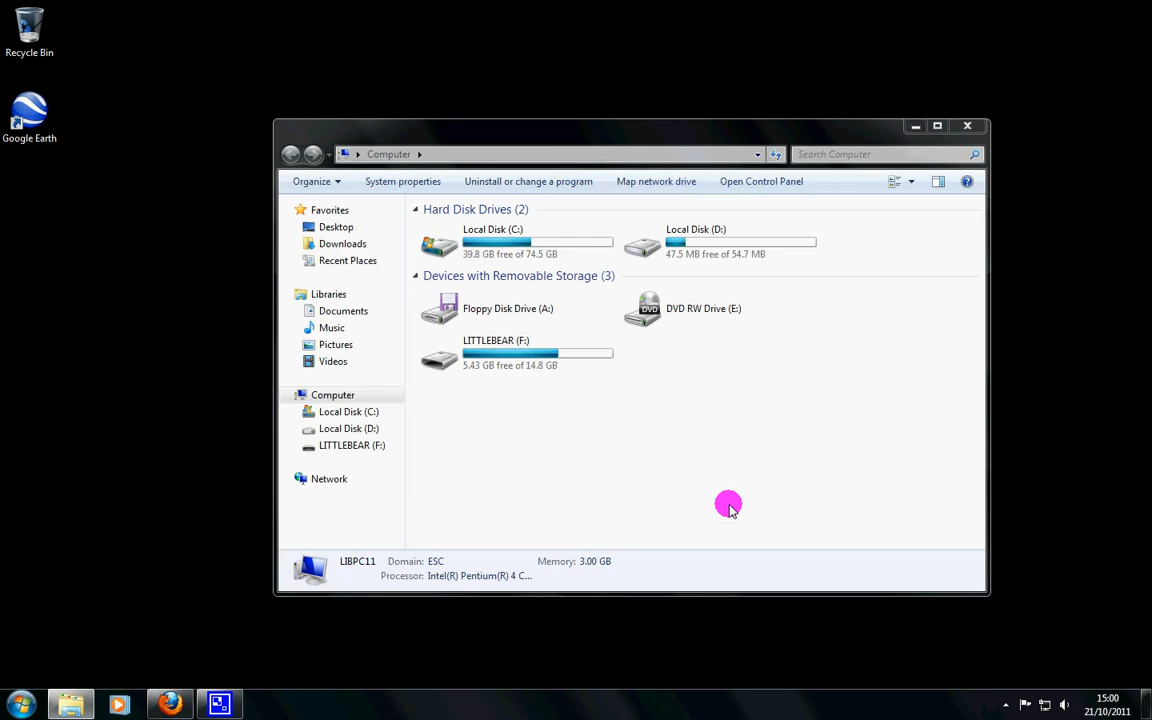 Recycle Bin
Google Earth
Computer
Search Computer
Organize
System properties
Uninstall or change a program
Map network drive
Open Control Panel
Favorites
Desktop
Downloads
Recent Places
Libraries
Documents
Music
Pictures
Videos
Computer
Local Disk (C:)
Local Disk (D:)
LITTLEBEAR (F:)
Network
Hard Disk Drives (2)
Local Disk (C:)
39.8 GB free of 74.5 GB
Local Disk (D:)
47.5 MB free of 54.7 MB
Devices with Removable Storage (3)
Floppy Disk Drive (A:)
DVD
DVD RW Drive (E:)
LITTLEBEAR (F:)
5.43 GB free of 14.8 GB
LIBPC11 Domain: ESC Memory: 3.00 GB
Processor: Intel(R) Pentium(R) 4 C...
15:00
21/10/2011